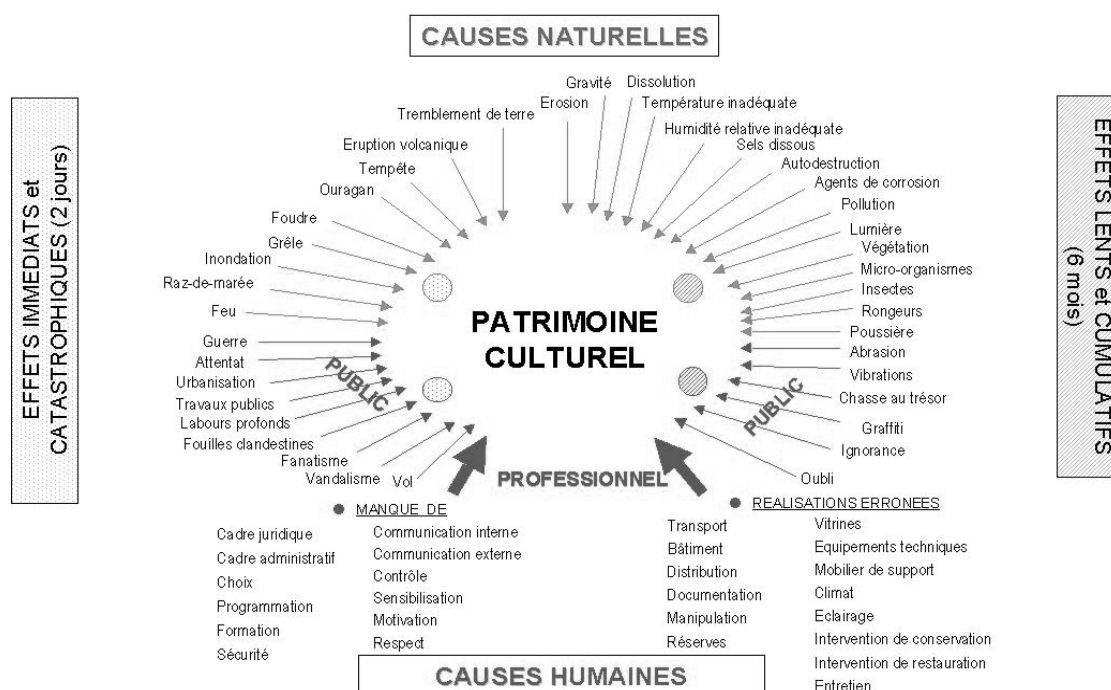 CAUSES NATURELLES
EFFETS IMMEDIATS et
CATASTROPHIQUES (2 jours)
Tremblement de terre
Eruption volcanique
Tempête
Ouragan
Foudre
Grêle
Inondation
Raz-de-marée
Feu
Guerre
Attentat
Urbanisation
Travaux publics
Labours profonds
Fouilles clandestines
Fanatisme
Vandalisme
Vol
PUBLIC
Erosion
Gravité
Dissolution
Température inadéquate
Humidité relative inadéquate
Sels dissous
Autodestruction
Agents de corrosion
Pollution
Lumière
Végétation
Micro-organismes
Insectes
Rongeurs
Poussière
Abrasion
Vibrations
Chasse au trésor
Graffiti
Ignorance
Oubli
PUBLIC
EFFETS LENTS et CUMULATIFS
(6 mois)
PATRIMOINE
CULTUREL
PROFESSIONNEL
MANQUE DE
Cadre juridique
Cadre administratif
Choix
Programmation
Formation
Sécurité
Communication interne
Communication externe
Contrôle
Sensibilisation
Motivation
Respect
REALISATIONS ERRONEES
Transport
Bâtiment
Distribution
Documentation
Manipulation
Réserves
Vitrines
Equipements techniques
Mobilier de support
Climat
Eclairage
Intervention de conservation
Intervention de restauration
Entretien
CAUSES HUMAINES